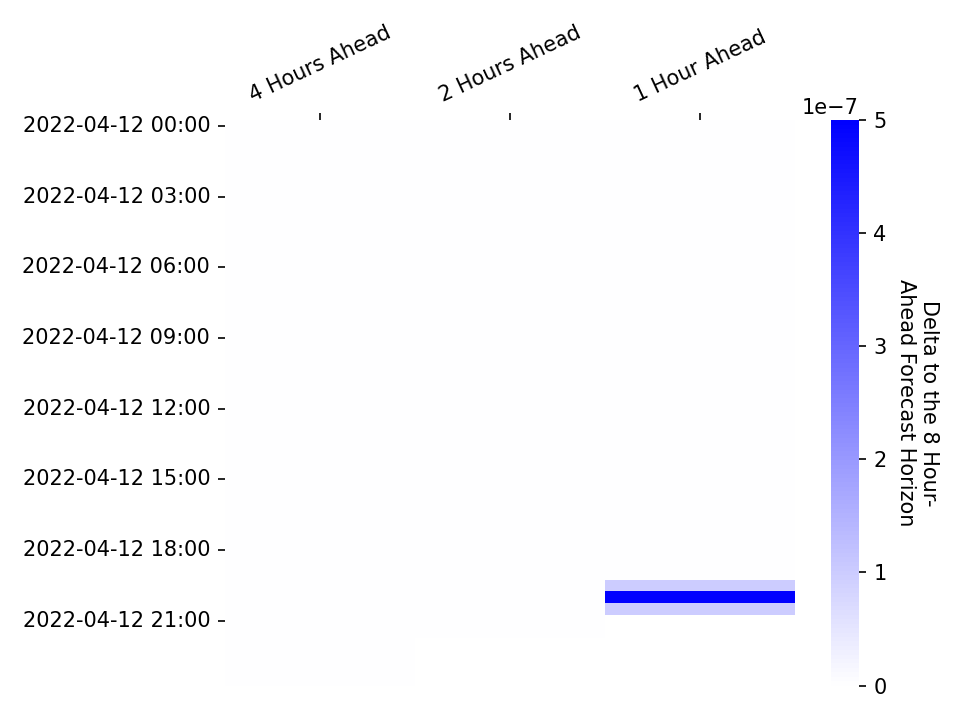 4 Hours Ahead
2 Hours Ahead
1 Hour Ahead
1e−7
2022-04-12 00:00
2022-04-12 03:00
2022-04-12 06:00
2022-04-12 09:00
2022-04-12 12:00
2022-04-12 15:00
2022-04-12 18:00
2022-04-12 21:00
5
4
3
2
1
0
Delta to the 8 Hour-
Ahead Forecast Horizon